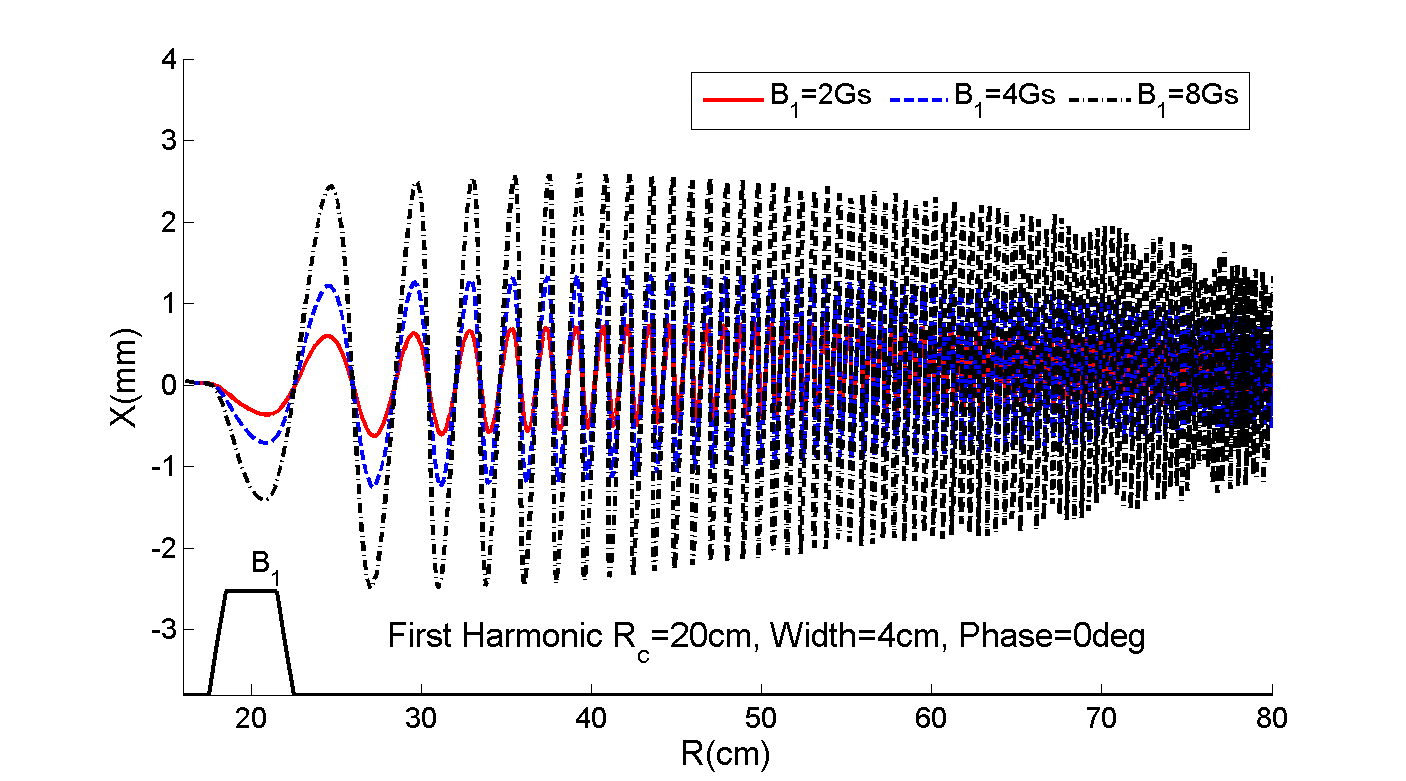 4
3
2
1
0
-1
-2
-3
X(mm)
B1=2Gs B1=4Gs B1=8Gs
B1
First Harmonic Rc=20cm, Width=4cm, Phase=0deg
20 30 40 50 60 70 80
R(cm)